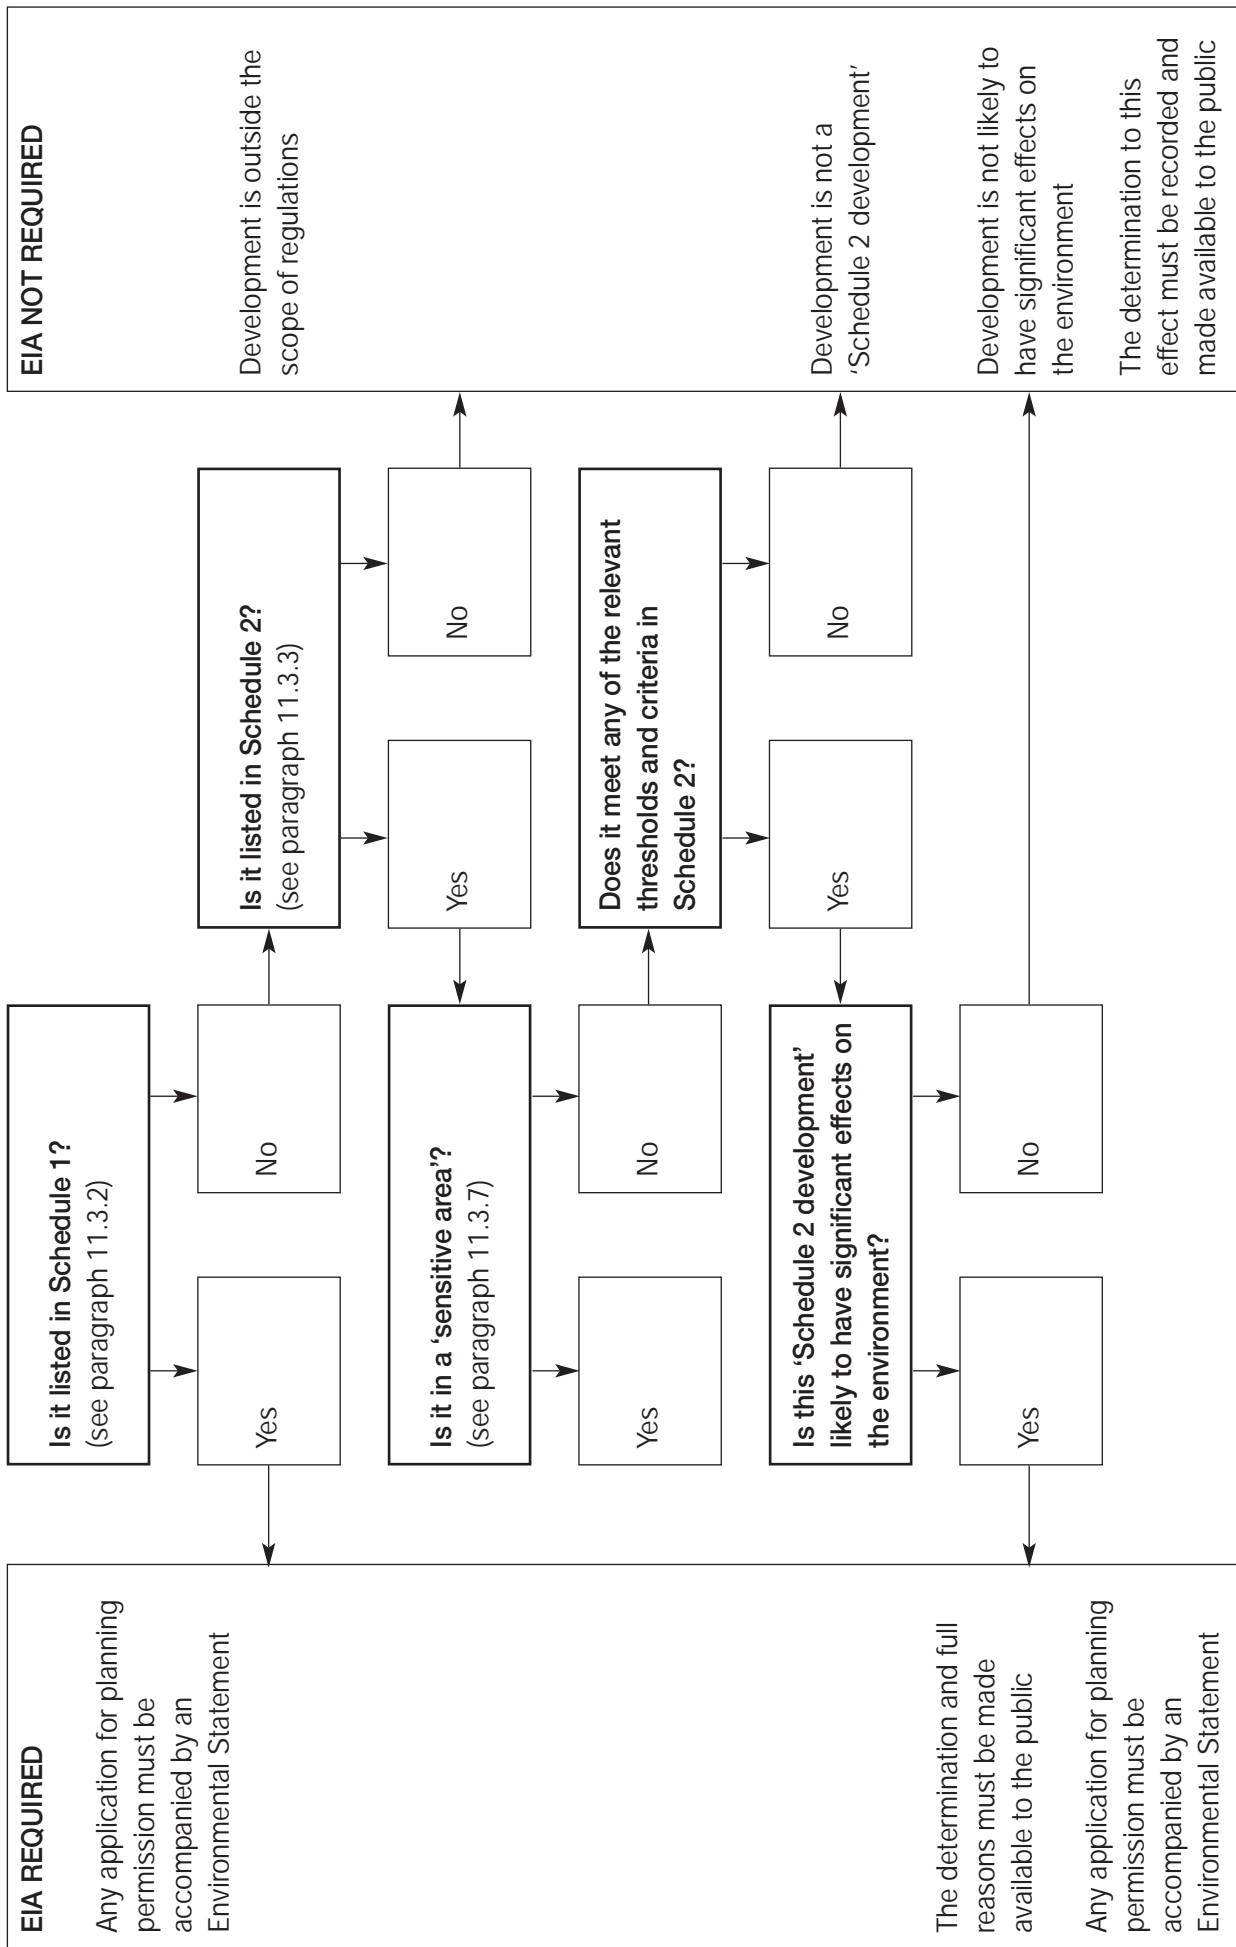 EIA REQUIRED
Any application for planning
permission must be
accompanied by an
Environmental Statement
The determination and full
reasons must be made
available to the public
Any application for planning
permission must be
accompanied by an
Environmental Statement
Is it listed in Schedule 1?
(see paragraph 11.3.2)
Yes
No
Is it listed in Schedule 2?
(see paragraph 11.3.3)
Yes
No
Is it in a ‘sensitive area’?
(see paragraph 11.3.7)
Yes
No
Does it meet any of the relevant
thresholds and criteria in
Schedule 2?
Yes
No
Is this ‘Schedule 2 development’
likely to have significant effects on
the environment?
Yes
No
EIA NOT REQUIRED
Development is outside the
scope of regulations
Development is not a
‘Schedule 2 development’
Development is not likely to
have significant effects on
the environment
The determination to this
effect must be recorded and
made available to the public